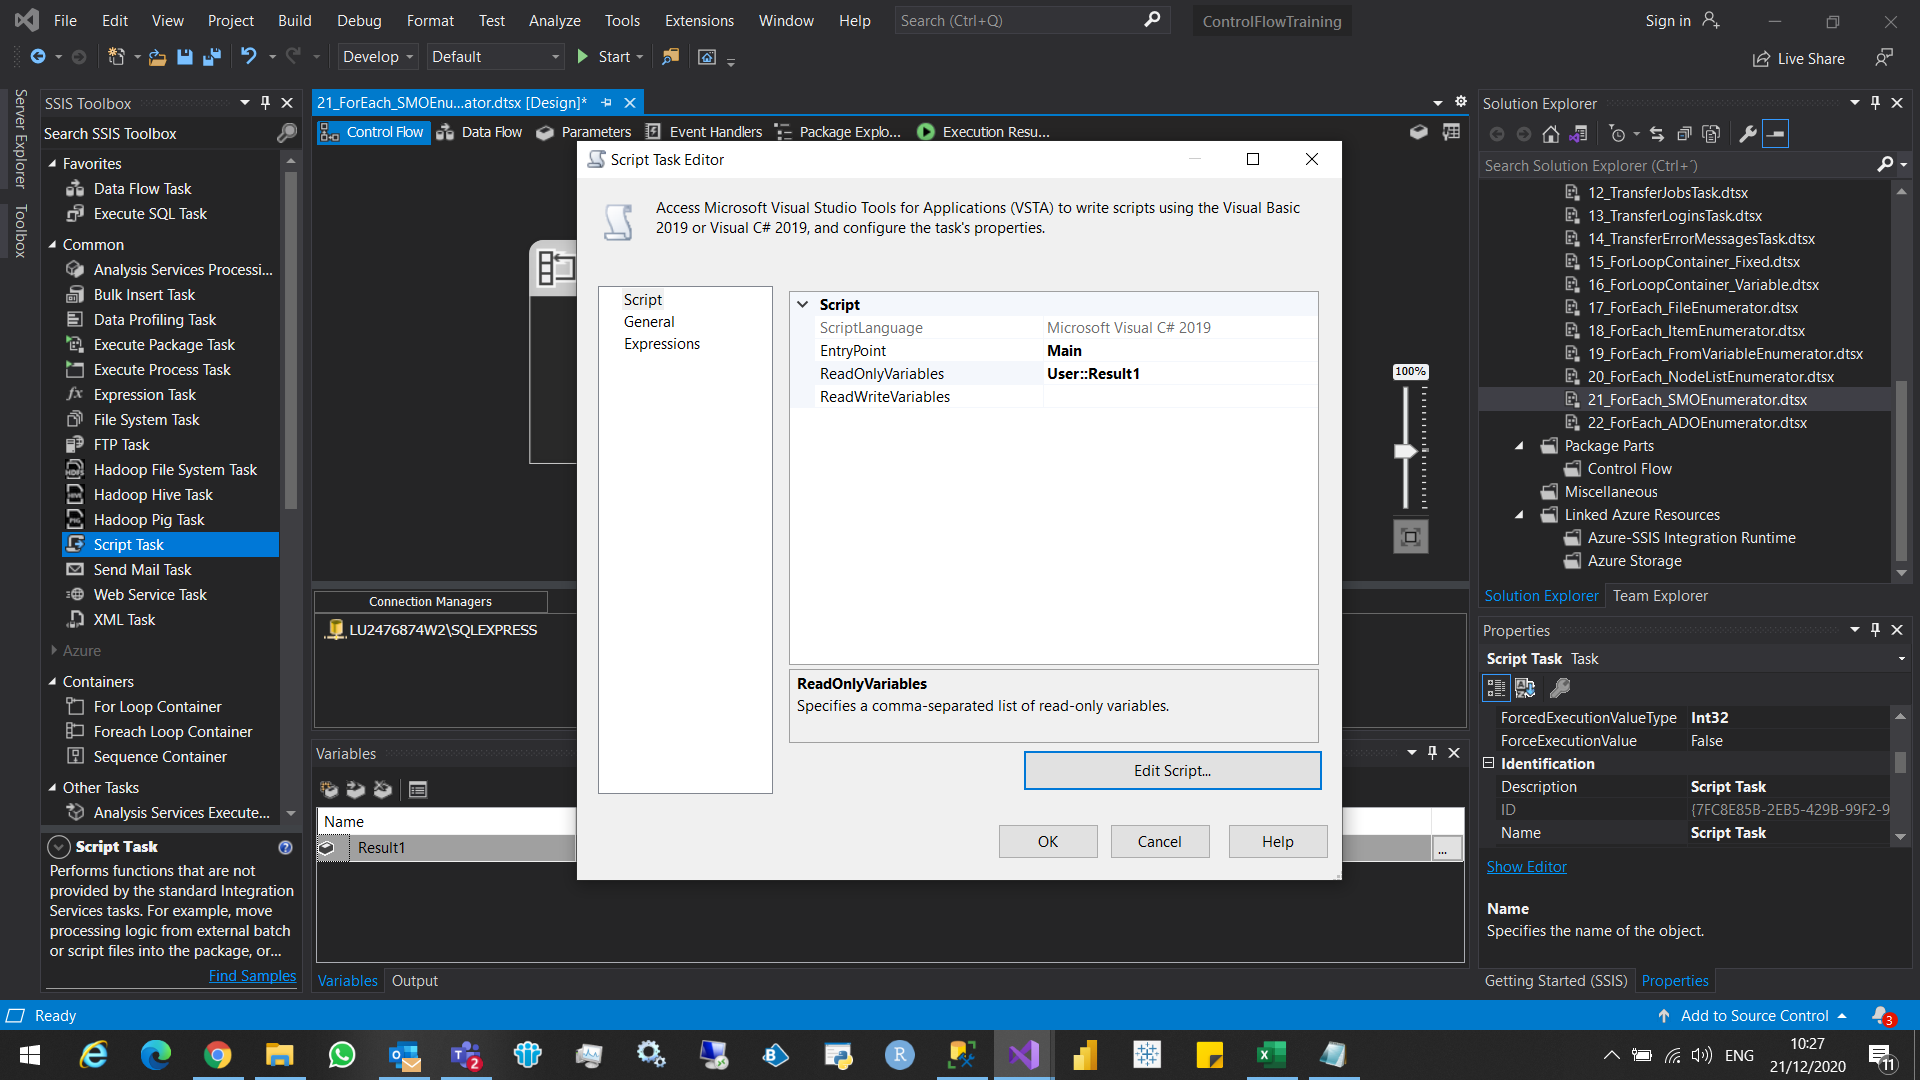 File Edit View Project Build Debug Format Test Analyze Tools Extensions Window Help Search (Ctrl+Q) ControlFlowTraining Sign in
Develop Default Start Live Share
Server Explorer
Toolbox
SSIS Toolbox
Search SSIS Toolbox
Favorites
Data Flow Task
Execute SQL Task
Common
Analysis Services Processi...
Bulk Insert Task
Data Profiling Task
Execute Package Task
Execute Process Task
Expression Task
File System Task
FTP Task
Hadoop File System Task
Hadoop Hive Task
Hadoop Pig Task
Script Task
Send Mail Task
Web Service Task
XML Task
Azure
Containers
For Loop Container
Foreach Loop Container
Sequence Container
Other Tasks
Analysis Services Execute...
Script Task
Performs functions that are not
provided by the standard Integration
Services tasks. For example, move
processing logic from external batch
or script files into the package, or...
Find Samples
21_ForEach_SMOEnu...ator.dtsx [Design]*
Control Flow Data Flow Parameters Event Handlers Package Explo... Execution Resu...
100%
Connection Managers
LU2476874W2\SQLEXPRESS
Variables
Name
Result1
...
Variables Output
Script Task Editor
Access Microsoft Visual Studio Tools for Applications (VSTA) to write scripts using the Visual Basic
2019 or Visual C# 2019, and configure the task's properties.
Script
General
Expressions
Script
ScriptLanguage Microsoft Visual C# 2019
EntryPoint Main
ReadOnlyVariables User::Result1
ReadWriteVariables
ReadOnlyVariables
Specifies a comma-separated list of read-only variables.
Edit Script...
OK Cancel Help
Solution Explorer
Search Solution Explorer (Ctrl+¨)
12_TransferJobsTask.dtsx
13_TransferLoginsTask.dtsx
14_TransferErrorMessagesTask.dtsx
15_ForLoopContainer_Fixed.dtsx
16_ForLoopContainer_Variable.dtsx
17_ForEach_FileEnumerator.dtsx
18_ForEach_ItemEnumerator.dtsx
19_ForEach_FromVariableEnumerator.dtsx
20_ForEach_NodeListEnumerator.dtsx
21_ForEach_SMOEnumerator.dtsx
22_ForEach_ADOEnumerator.dtsx
Package Parts
Control Flow
Miscellaneous
Linked Azure Resources
Azure-SSIS Integration Runtime
Azure Storage
Solution Explorer Team Explorer
Properties
Script Task Task
ForcedExecutionValueType Int32
ForceExecutionValue False
Identification
Description Script Task
ID {7FC8E85B-2EB5-429B-99F2-9
Name Script Task
Show Editor
Name
Specifies the name of the object.
Getting Started (SSIS) Properties
Ready Add to Source Control 3
2
ENG 10:27
21/12/2020
11